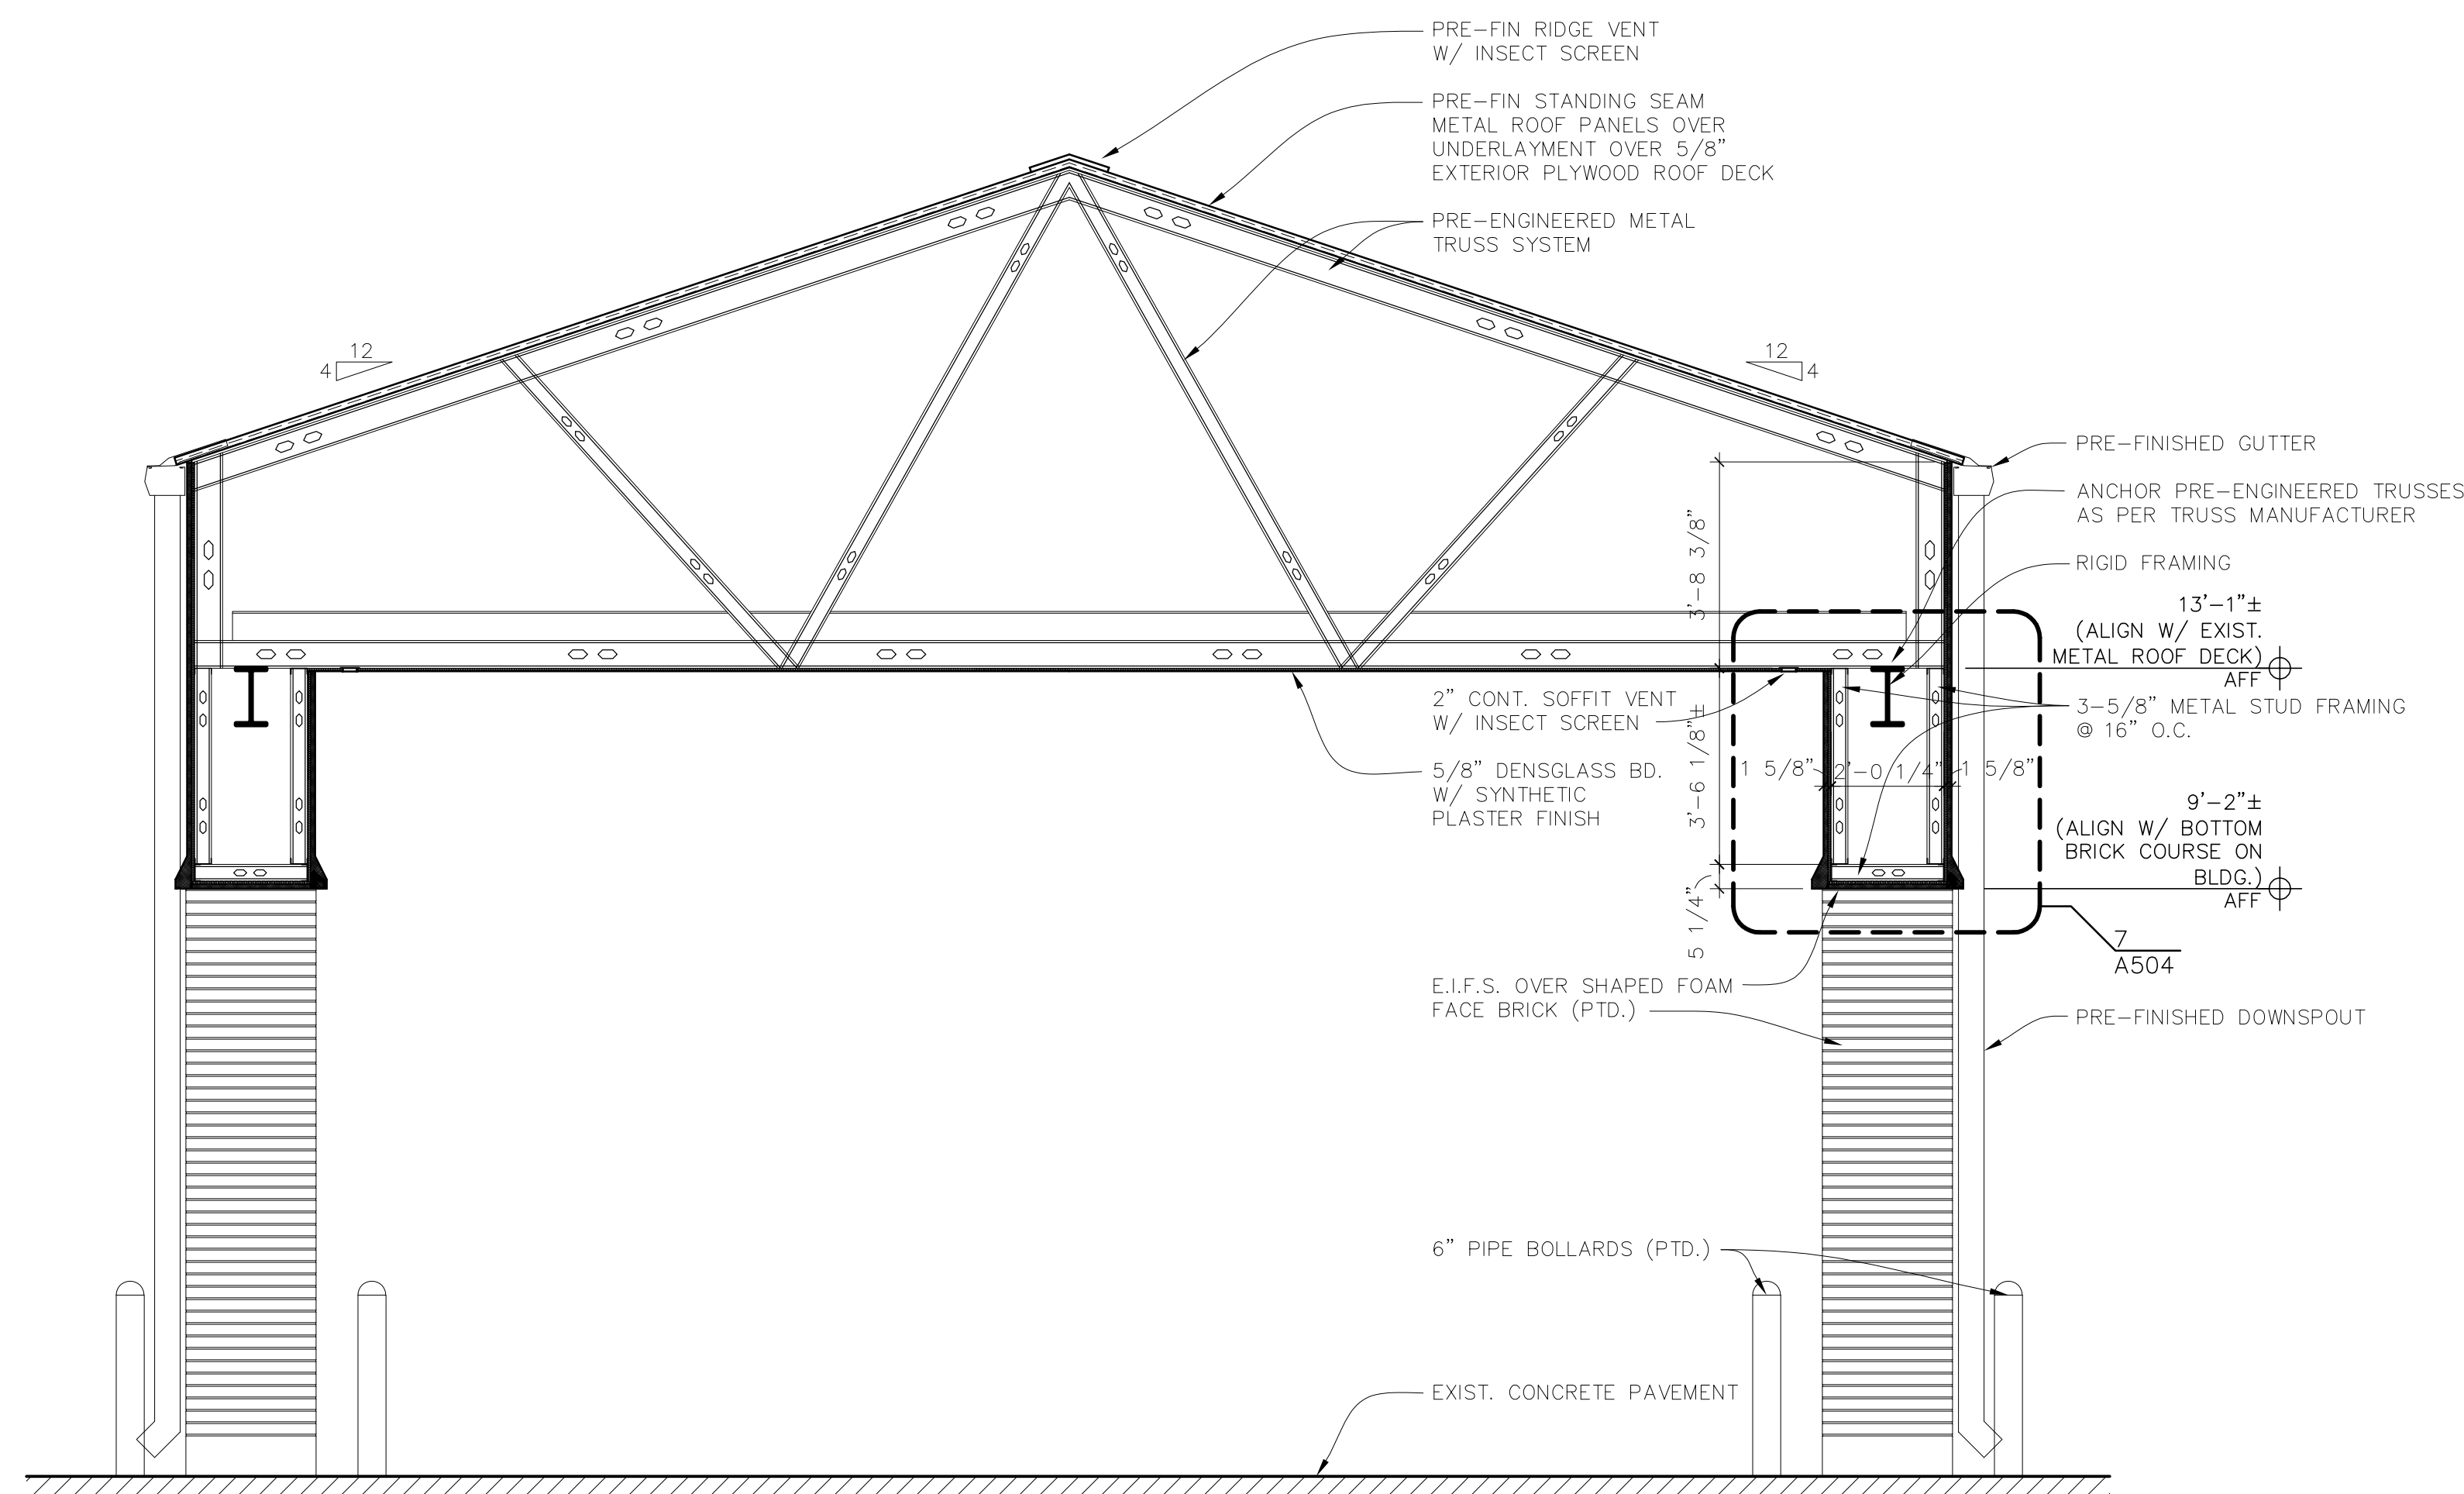 PRE-FIN RIDGE VENT
W/ INSECT SCREEN
PRE-FIN STANDING SEAM
METAL ROOF PANELS OVER
UNDERLAYMENT OVER 5/8"
EXTERIOR PLYWOOD ROOF DECK
PRE-ENGINEERED METAL
TRUSS SYSTEM
12
4
12
4
PRE-FINISHED GUTTER
ANCHOR PRE-ENGINEERED TRUSSES
AS PER TRUSS MANUFACTURER
3'-8 3/8"
RIGID FRAMING
13'-1"±
(ALIGN W/ EXIST.
METAL ROOF DECK)
AFF
2" CONT. SOFFIT VENT
W/ INSECT SCREEN
3'-6 1/8"±
3-5/8" METAL STUD FRAMING
@ 16" O.C.
5/8" DENSGLASS BD.
W/ SYNTHETIC
PLASTER FINISH
1 5/8"
2'-0 1/4"
1 5/8"
9'-2"±
(ALIGN W/ BOTTOM
BRICK COURSE ON
BLDG.)
AFF
5 1/4"
7
A504
E.I.F.S. OVER SHAPED FOAM
FACE BRICK (PTD.)
PRE-FINISHED DOWNSPOUT
6" PIPE BOLLARDS (PTD.)
EXIST. CONCRETE PAVEMENT